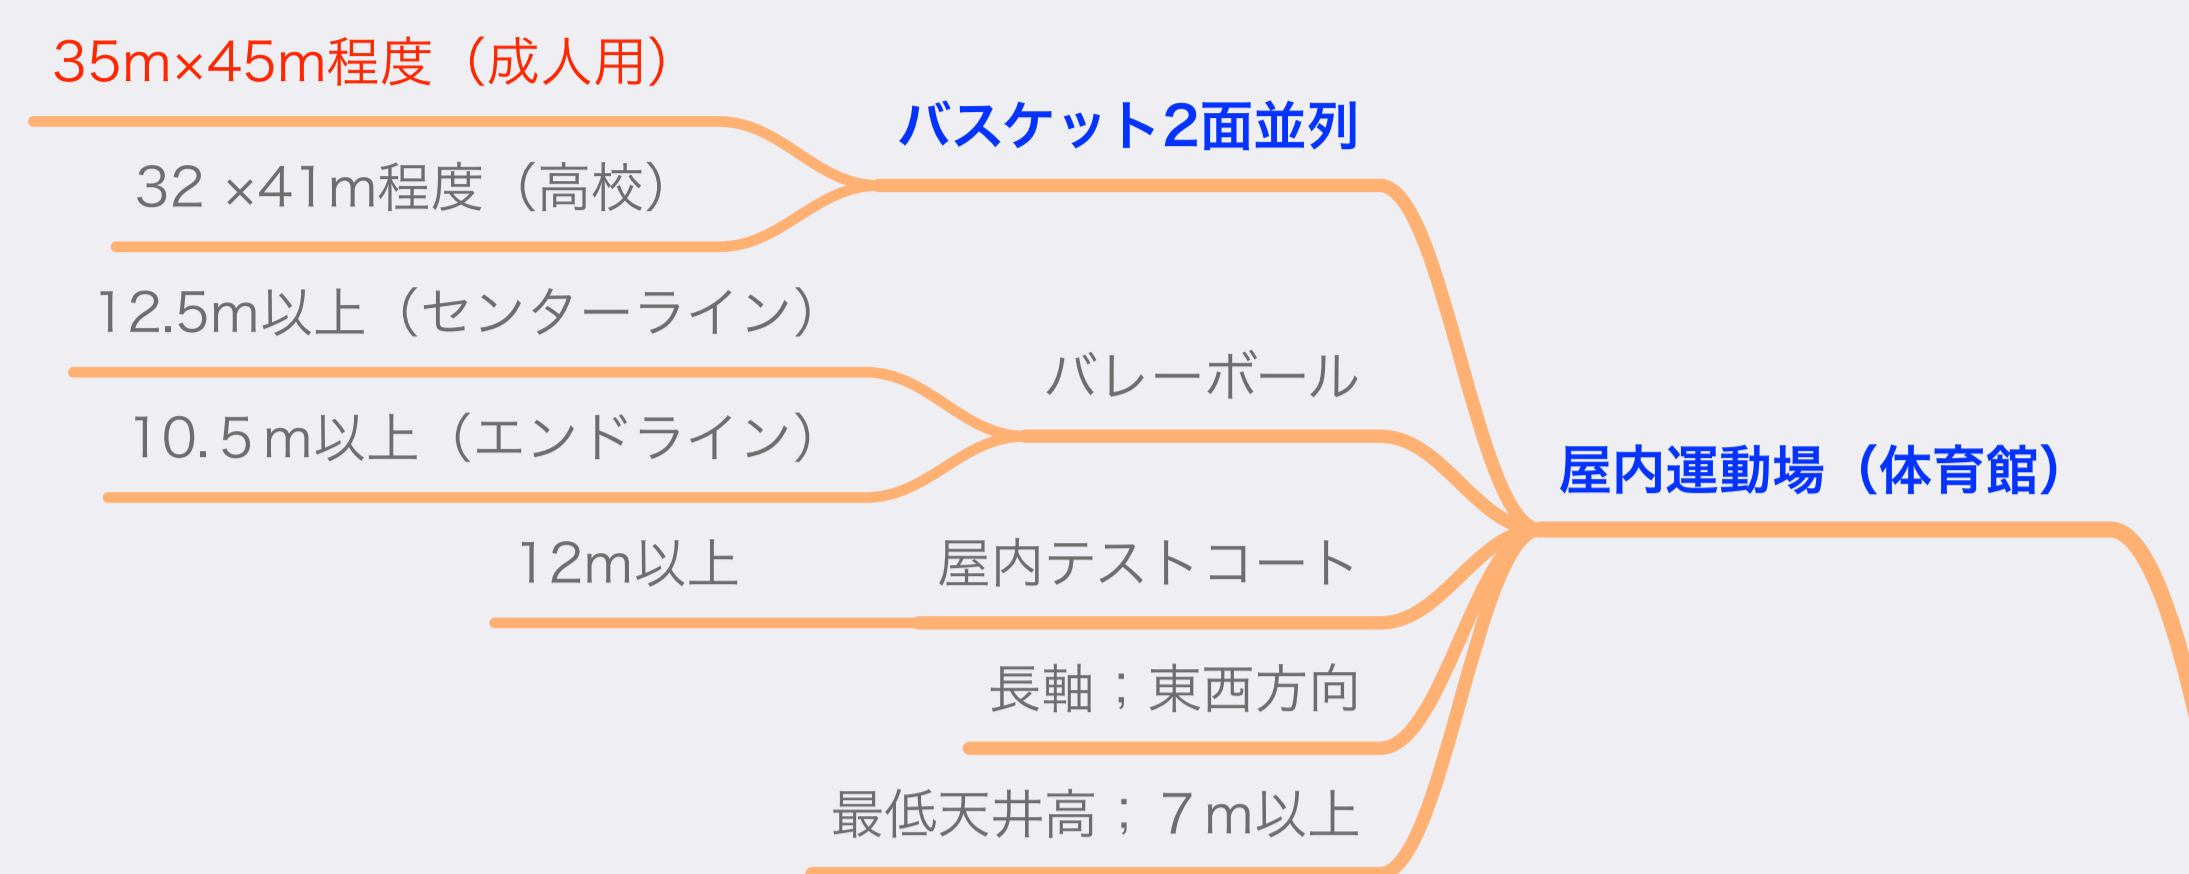 35m×45m程度（成人用）
32 ×41m程度（高校）
バスケット2面並列
12.5m以上（センターライン）
10.５m以上（エンドライン）
バレーボール
12m以上
屋内テストコート
長軸；東西方向
最低天井高；７m以上
屋内運動場（体育館）